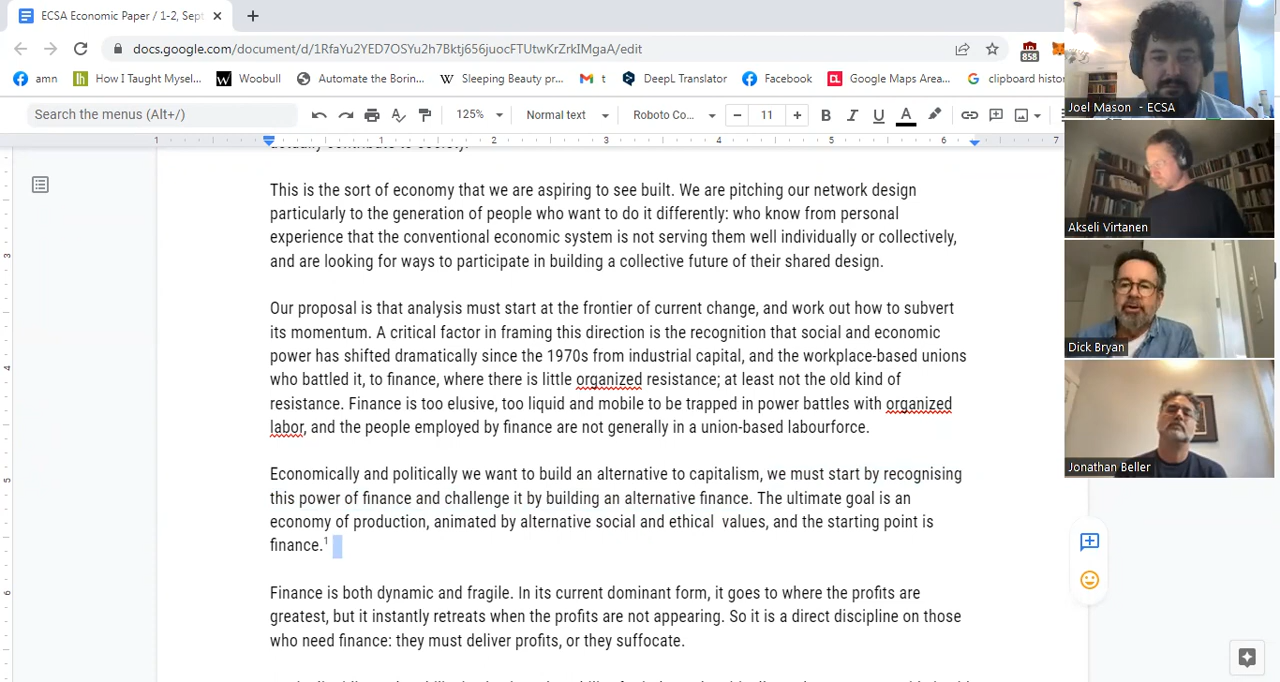 ECSA Economic Paper / 1-2, Sept
docs.google.com/document/d/1RfaYu2YED7OSYu2h7Bktj656juocFTUtwKrZrkIMgaA/edit
858
amn
How I Taught Mysel...
Woobull
Automate the Borin...
Sleeping Beauty pr...
t
DeepL Translator
Facebook
Google Maps Area...
clipboard histor
Search the menus (Alt+/)
125%
Normal text
Roboto Co...
11
B I U A
1 1 2 3 4 5 6 7
This is the sort of economy that we are aspiring to see built. We are pitching our network design
particularly to the generation of people who want to do it differently: who know from personal
experience that the conventional economic system is not serving them well individually or collectively,
and are looking for ways to participate in building a collective future of their shared design.
Our proposal is that analysis must start at the frontier of current change, and work out how to subvert
its momentum. A critical factor in framing this direction is the recognition that social and economic
power has shifted dramatically since the 1970s from industrial capital, and the workplace-based unions
who battled it, to finance, where there is little organized resistance; at least not the old kind of
resistance. Finance is too elusive, too liquid and mobile to be trapped in power battles with organized
labor, and the people employed by finance are not generally in a union-based labourforce.
Economically and politically we want to build an alternative to capitalism, we must start by recognising
this power of finance and challenge it by building an alternative finance. The ultimate goal is an
economy of production, animated by alternative social and ethical  values, and the starting point is
finance.¹
Finance is both dynamic and fragile. In its current dominant form, it goes to where the profits are
greatest, but it instantly retreats when the profits are not appearing. So it is a direct discipline on those
who need finance: they must deliver profits, or they suffocate.
3
4
5
6
Joel Mason - ECSA
Akseli Virtanen
Dick Bryan
Jonathan Beller